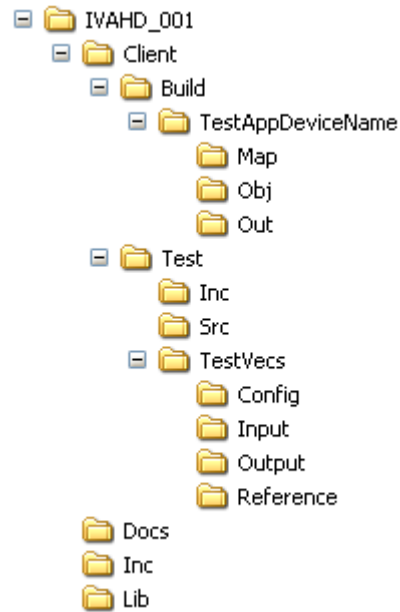 IVAHD_001
Client
Build
TestAppDeviceName
Map
Obj
Out
Test
Inc
Src
TestVecs
Config
Input
Output
Reference
Docs
Inc
Lib